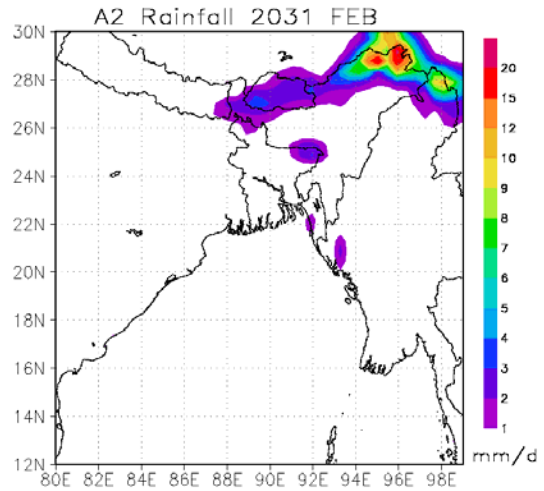 A2 Rainfall 2031 FEB
30N
28N
26N
24N
22N
20N
18N
16N
14N
12N
80E 82E 84E 86E 88E 90E 92E 94E 96E 98E
20
15
12
10
9
8
7
5
4
3
2
1
mm/d